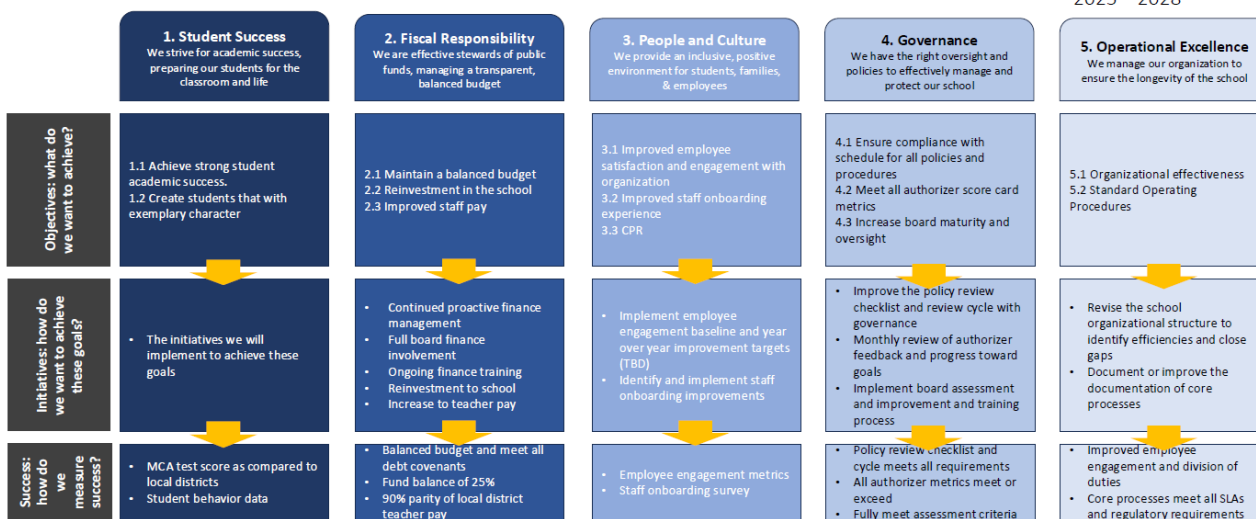 2025 – 2028
1. Student Success
We strive for academic success,
preparing our students for the
classroom and life
2. Fiscal Responsibility
We are effective stewards of public
funds, managing a transparent,
balanced budget
3. People and Culture
We provide an inclusive, positive
environment for students, families,
& employees
4. Governance
We have the right oversight and
policies to effectively manage and
protect our school
5. Operational Excellence
We manage our organization to
ensure the longevity of the school
Objectives: what do
we want to achieve?
1.1 Achieve strong student
academic success.
1.2 Create students that with
exemplary character
2.1 Maintain a balanced budget
2.2 Reinvestment in the school
2.3 Improved staff pay
3.1 Improved employee
satisfaction and engagement with
organization
3.2 Improved staff onboarding
experience
3.3 CPR
4.1 Ensure compliance with
schedule for all policies and
procedures
4.2 Meet all authorizer score card
metrics
4.3 Increase board maturity and
oversight
5.1 Organizational effectiveness
5.2 Standard Operating
Procedures
Initiatives: how do
we want to achieve
these goals?
• The initiatives we will
implement to achieve these
goals
• Continued proactive finance
management
• Full board finance
involvement
• Ongoing finance training
• Reinvestment to school
• Increase to teacher pay
• Implement employee
engagement baseline and year
over year improvement targets
(TBD)
• Identify and implement staff
onboarding improvements
• Improve the policy review
checklist and review cycle with
governance
• Monthly review of authorizer
feedback and progress toward
goals
• Implement board assessment
and improvement and training
process
• Revise the school
organizational structure to
identify efficiencies and close
gaps
• Document or improve the
documentation of core
processes
Success:
how do
we
measure
success?
• MCA test score as compared to
local districts
• Student behavior data
• Balanced budget and meet all
debt covenants
• Fund balance of 25%
• 90% parity of local district
teacher pay
• Employee engagement metrics
• Staff onboarding survey
• Policy review checklist and
cycle meets all requirements
• All authorizer metrics meet or
exceed
• Fully meet assessment criteria
• Improved employee
engagement and division of
duties
• Core processes meet all SLAs
and regulatory requirements